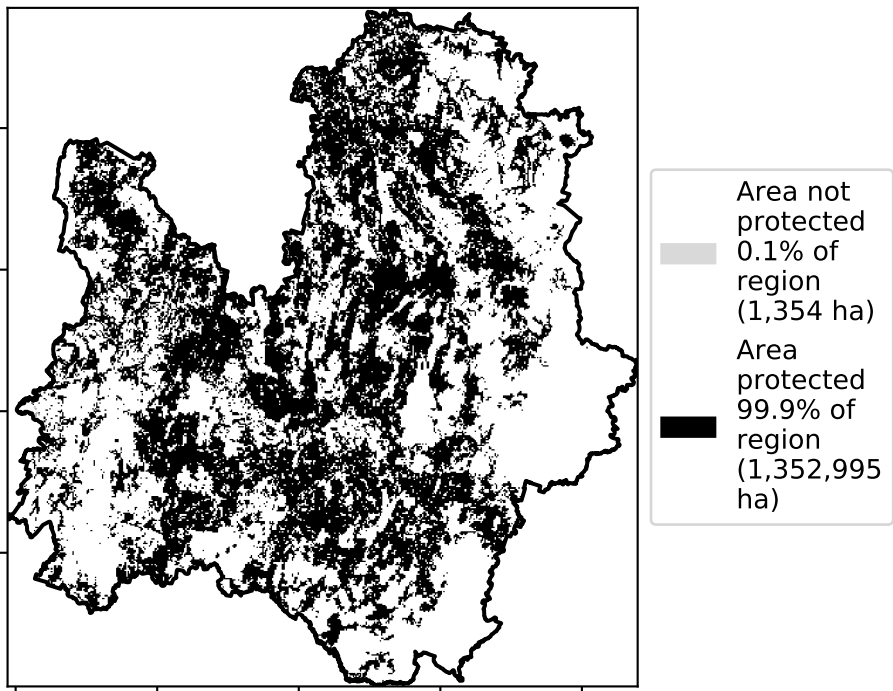 Area not
protected
0.1% of
region
(1,354 ha)
Area
protected
99.9% of
region
(1,352,995
ha)